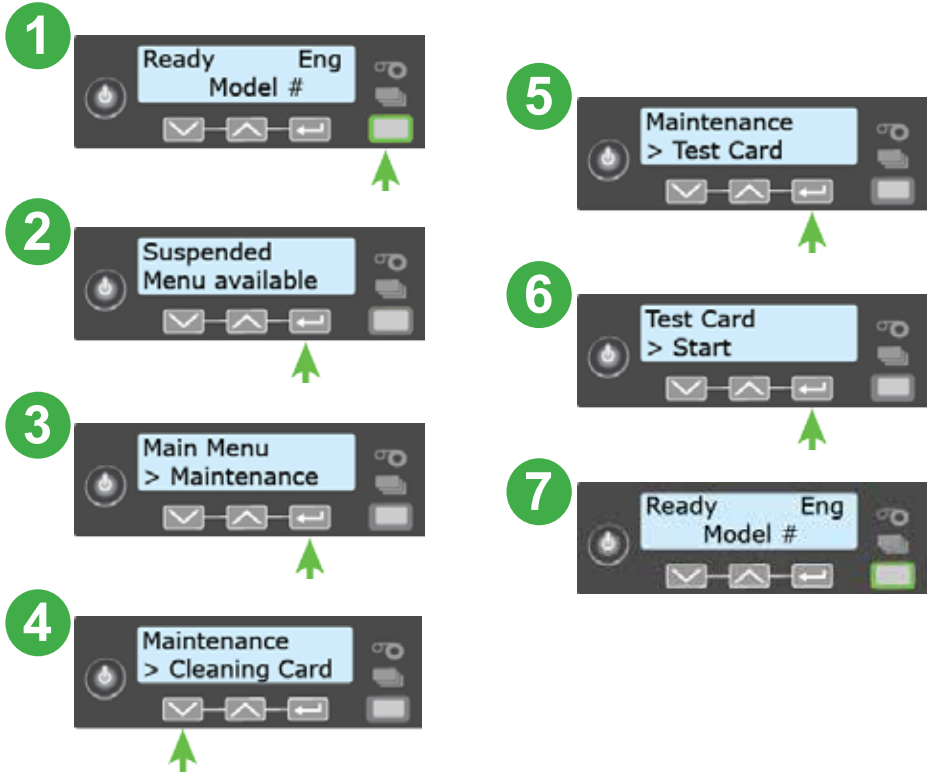 1
Ready Eng
Model #
2
Suspended
Menu available
3
Main Menu
> Maintenance
4
Maintenance
> Cleaning Card
5
Maintenance
> Test Card
6
Test Card
> Start
7
Ready Eng
Model #